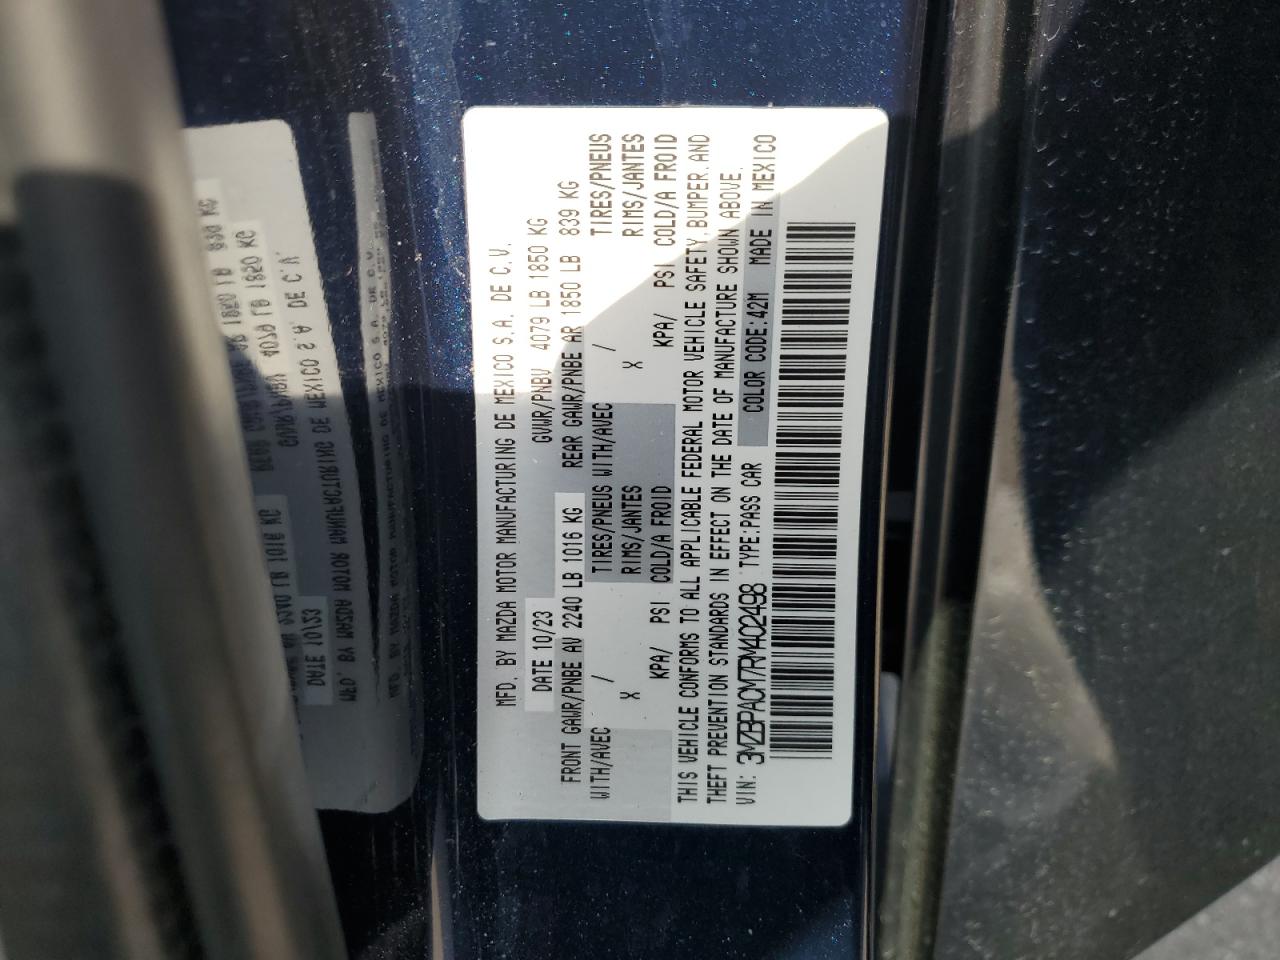 MFD. BY MAZDA MOTOR MANUFACTURING DE MEXICO S.A. DE C.V.
DATE 10/23 GVWR/PNBV 4079 LB 1850 KG
FRONT GAWR/PNBE AV 2240 LB 1016 KG REAR GAWR/PNBE AR 1850 LB 839 KG
WITH/AVEC / TIRES/PNEUS WITH/AVEC / TIRES/PNEUS
X RIMS/JANTES X RIMS/JANTES
KPA/ PSI COLD/A FROID KPA/ PSI COLD/A FROID
THIS VEHICLE CONFORMS TO ALL APPLICABLE FEDERAL MOTOR VEHICLE SAFETY, BUMPER, AND
THEFT PREVENTION STANDARDS IN EFFECT ON THE DATE OF MANUFACTURE SHOWN ABOVE.
VIN: 3MZBPACM7RM402498 TYPE:PASS CAR COLOR CODE:42M MADE IN MEXICO